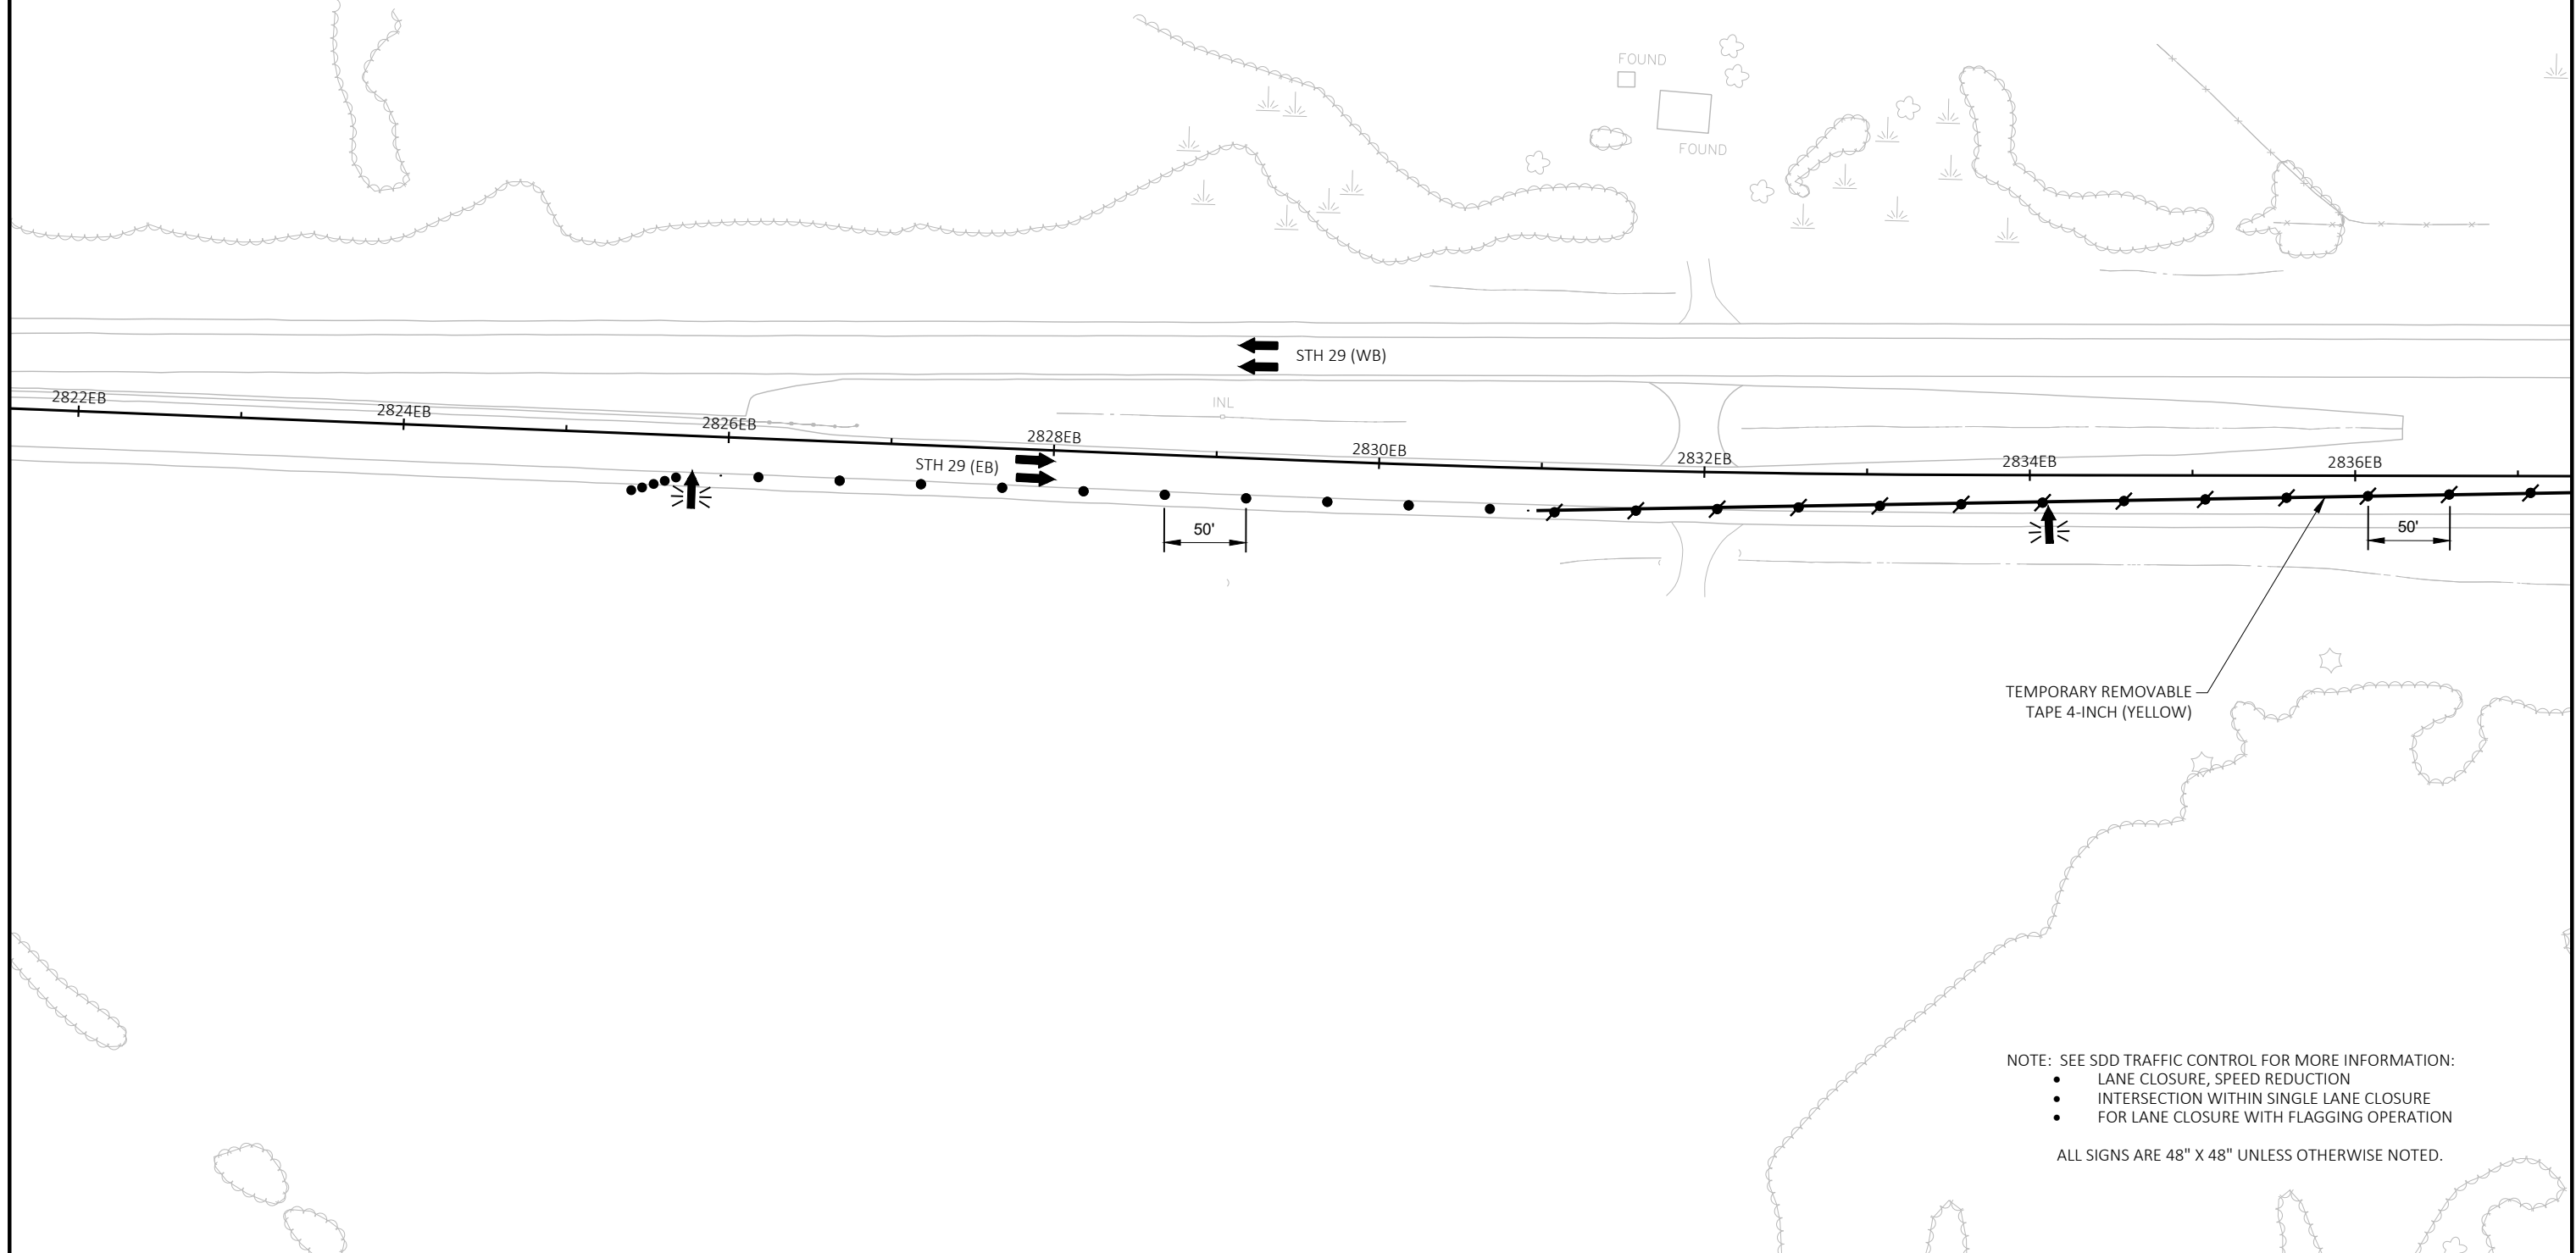 FOUND
FOUND
STH 29 (WB)
2822EB
2824EB
2826EB
2828EB
2830EB
2832EB
2834EB
2836EB
INL
STH 29 (EB)
50'
50'
TEMPORARY REMOVABLE
TAPE 4-INCH (YELLOW)
NOTE: SEE SDD TRAFFIC CONTROL FOR MORE INFORMATION:
• LANE CLOSURE, SPEED REDUCTION
• INTERSECTION WITHIN SINGLE LANE CLOSURE
• FOR LANE CLOSURE WITH FLAGGING OPERATION
ALL SIGNS ARE 48" X 48" UNLESS OTHERWISE NOTED.